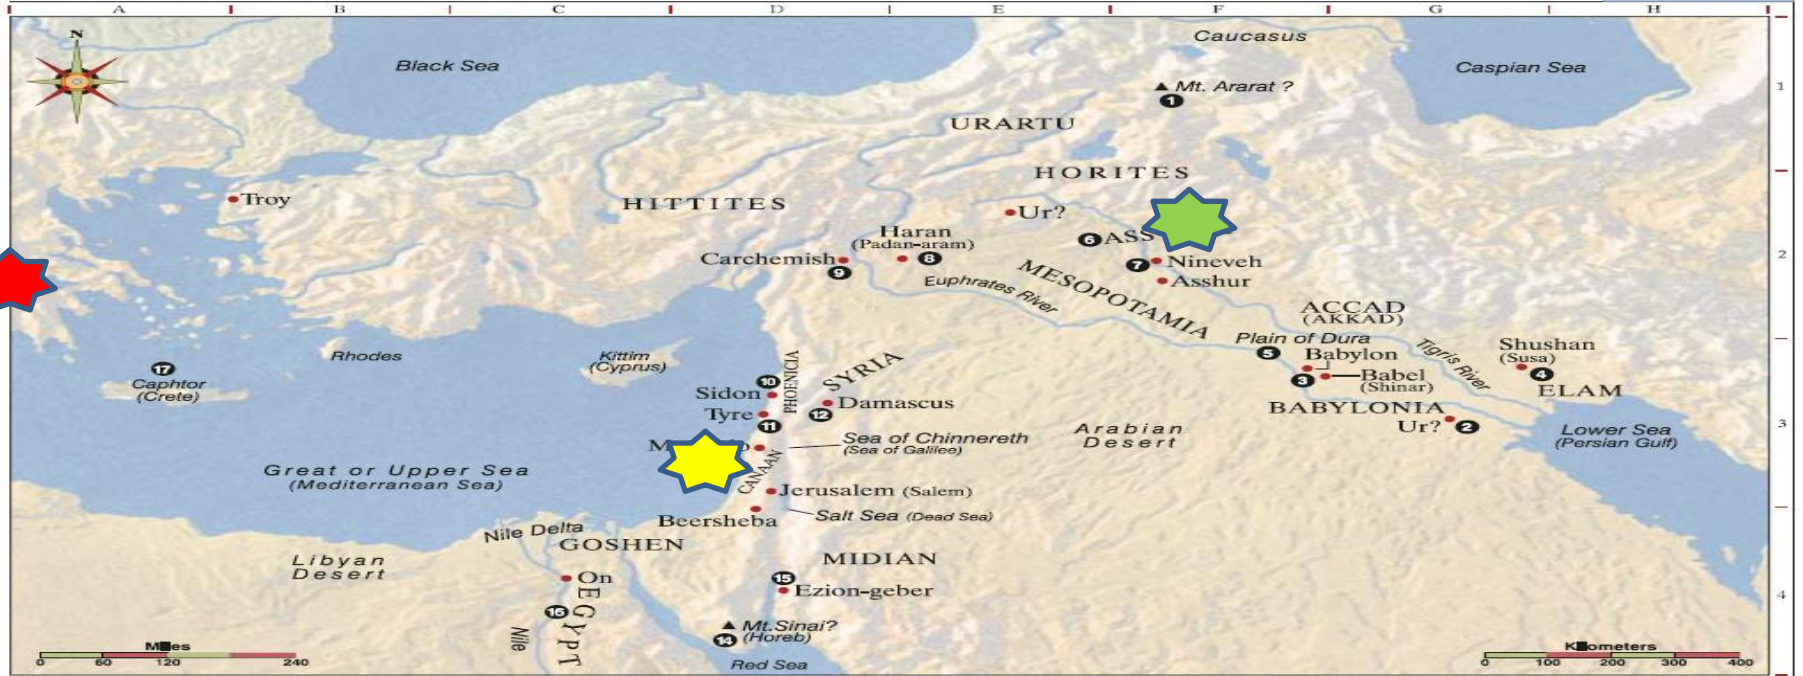 A B C D E F G H
N
Black Sea
Caucasus
Caspian Sea
Mt. Ararat ?
1
1
URARTU
HORITES
Troy
HITTITES
Ur?
Haran
(Padan-aram)
8
6
ASS
Carchmish
9
7
Nineveh
2
Asshur
Euphrates River
MESOPOTAMIA
ACCAD
(AKKAD)
Plain of Dura
5
Tigris River
Shushan
(Susa)
4
ELAM
Babylon
3
Babel
(Shinar)
BABYLONIA
Ur?
2
Lower Sea
(Persian Gulf)
17
Caphtor
(Crete)
Rhodes
Kittim
(Cyprus)
PHOENICIA
SYRIA
10
Sidon
Tyre
11
12
Damascus
Sea of Chinnereth
(Sea of Galilee)
Arabian
Desert
3
CANAAN
Great or Upper Sea
(Mediterranean Sea)
Jerusalem (Salem)
Beersheba
Salt Sea (Dead Sea)
Nile Delta
GOSHEN
Libyan
Desert
MIDIAN
On
15
Ezion-geber
4
16
EGYPT
Nile
Mt.Sinai?
14
(Horeb)
Red Sea
0 60 120 240
0 100 200 300 400